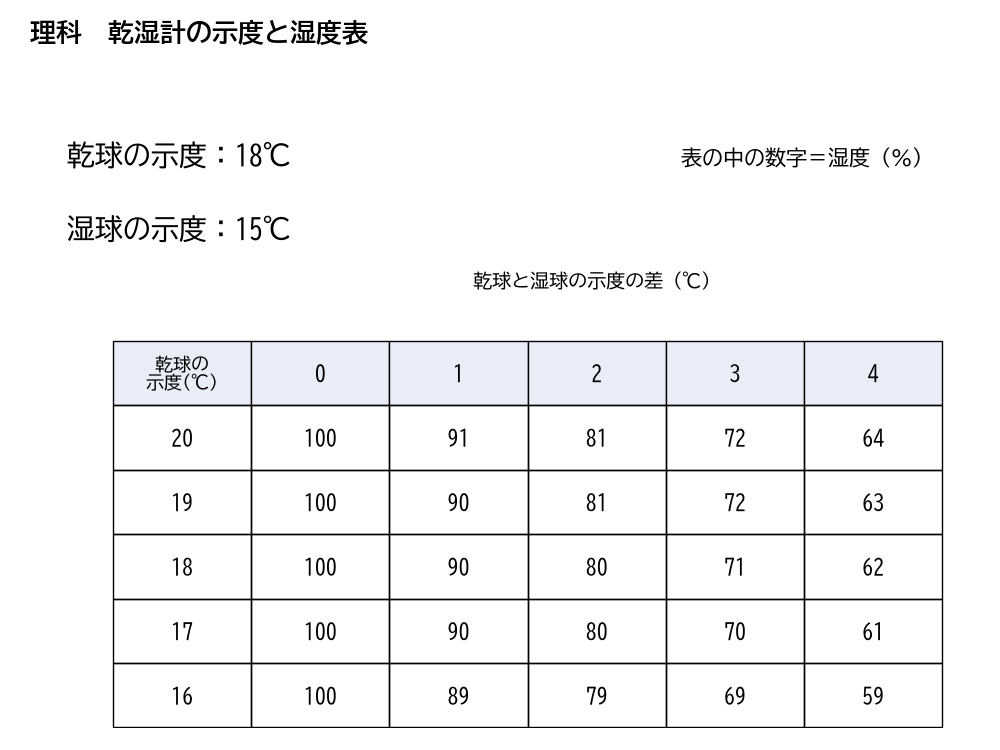 理科　乾湿計の示度と湿度表
乾球の示度：18℃
表の中の数字＝湿度（％）
湿球の示度：15℃
乾球と湿球の示度の差（℃）
乾球の
示度(℃) 0 1 2 3 4
20 100 91 81 72 64
19 100 90 81 72 63
18 100 90 80 71 62
17 100 90 80 70 61
16 100 89 79 69 59